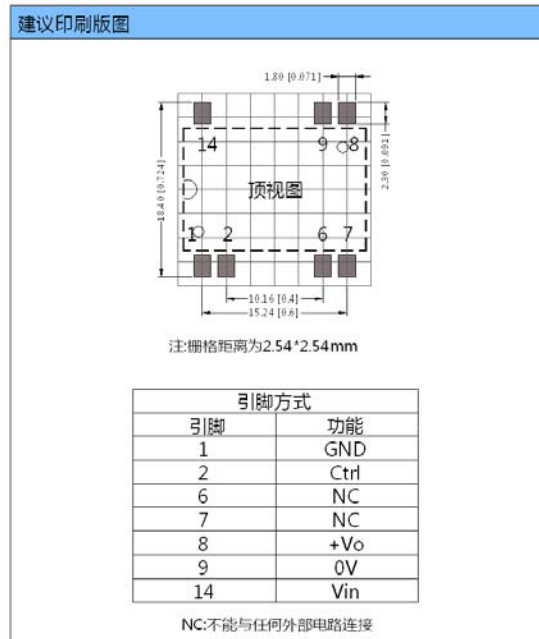 建议印刷版图
1.80 [0.071]
14
9
8
2.30 [0.091]
18.40 [0.724]
顶视图
1
2
6
7
10.16 [0.4]
15.24 [0.6]
注:栅格距离为2.54*2.54mm
引脚方式
引脚 功能
1 GND
2 Ctrl
6 NC
7 NC
8 +Vo
9 0V
14 Vin
NC:不能与任何外部电路连接